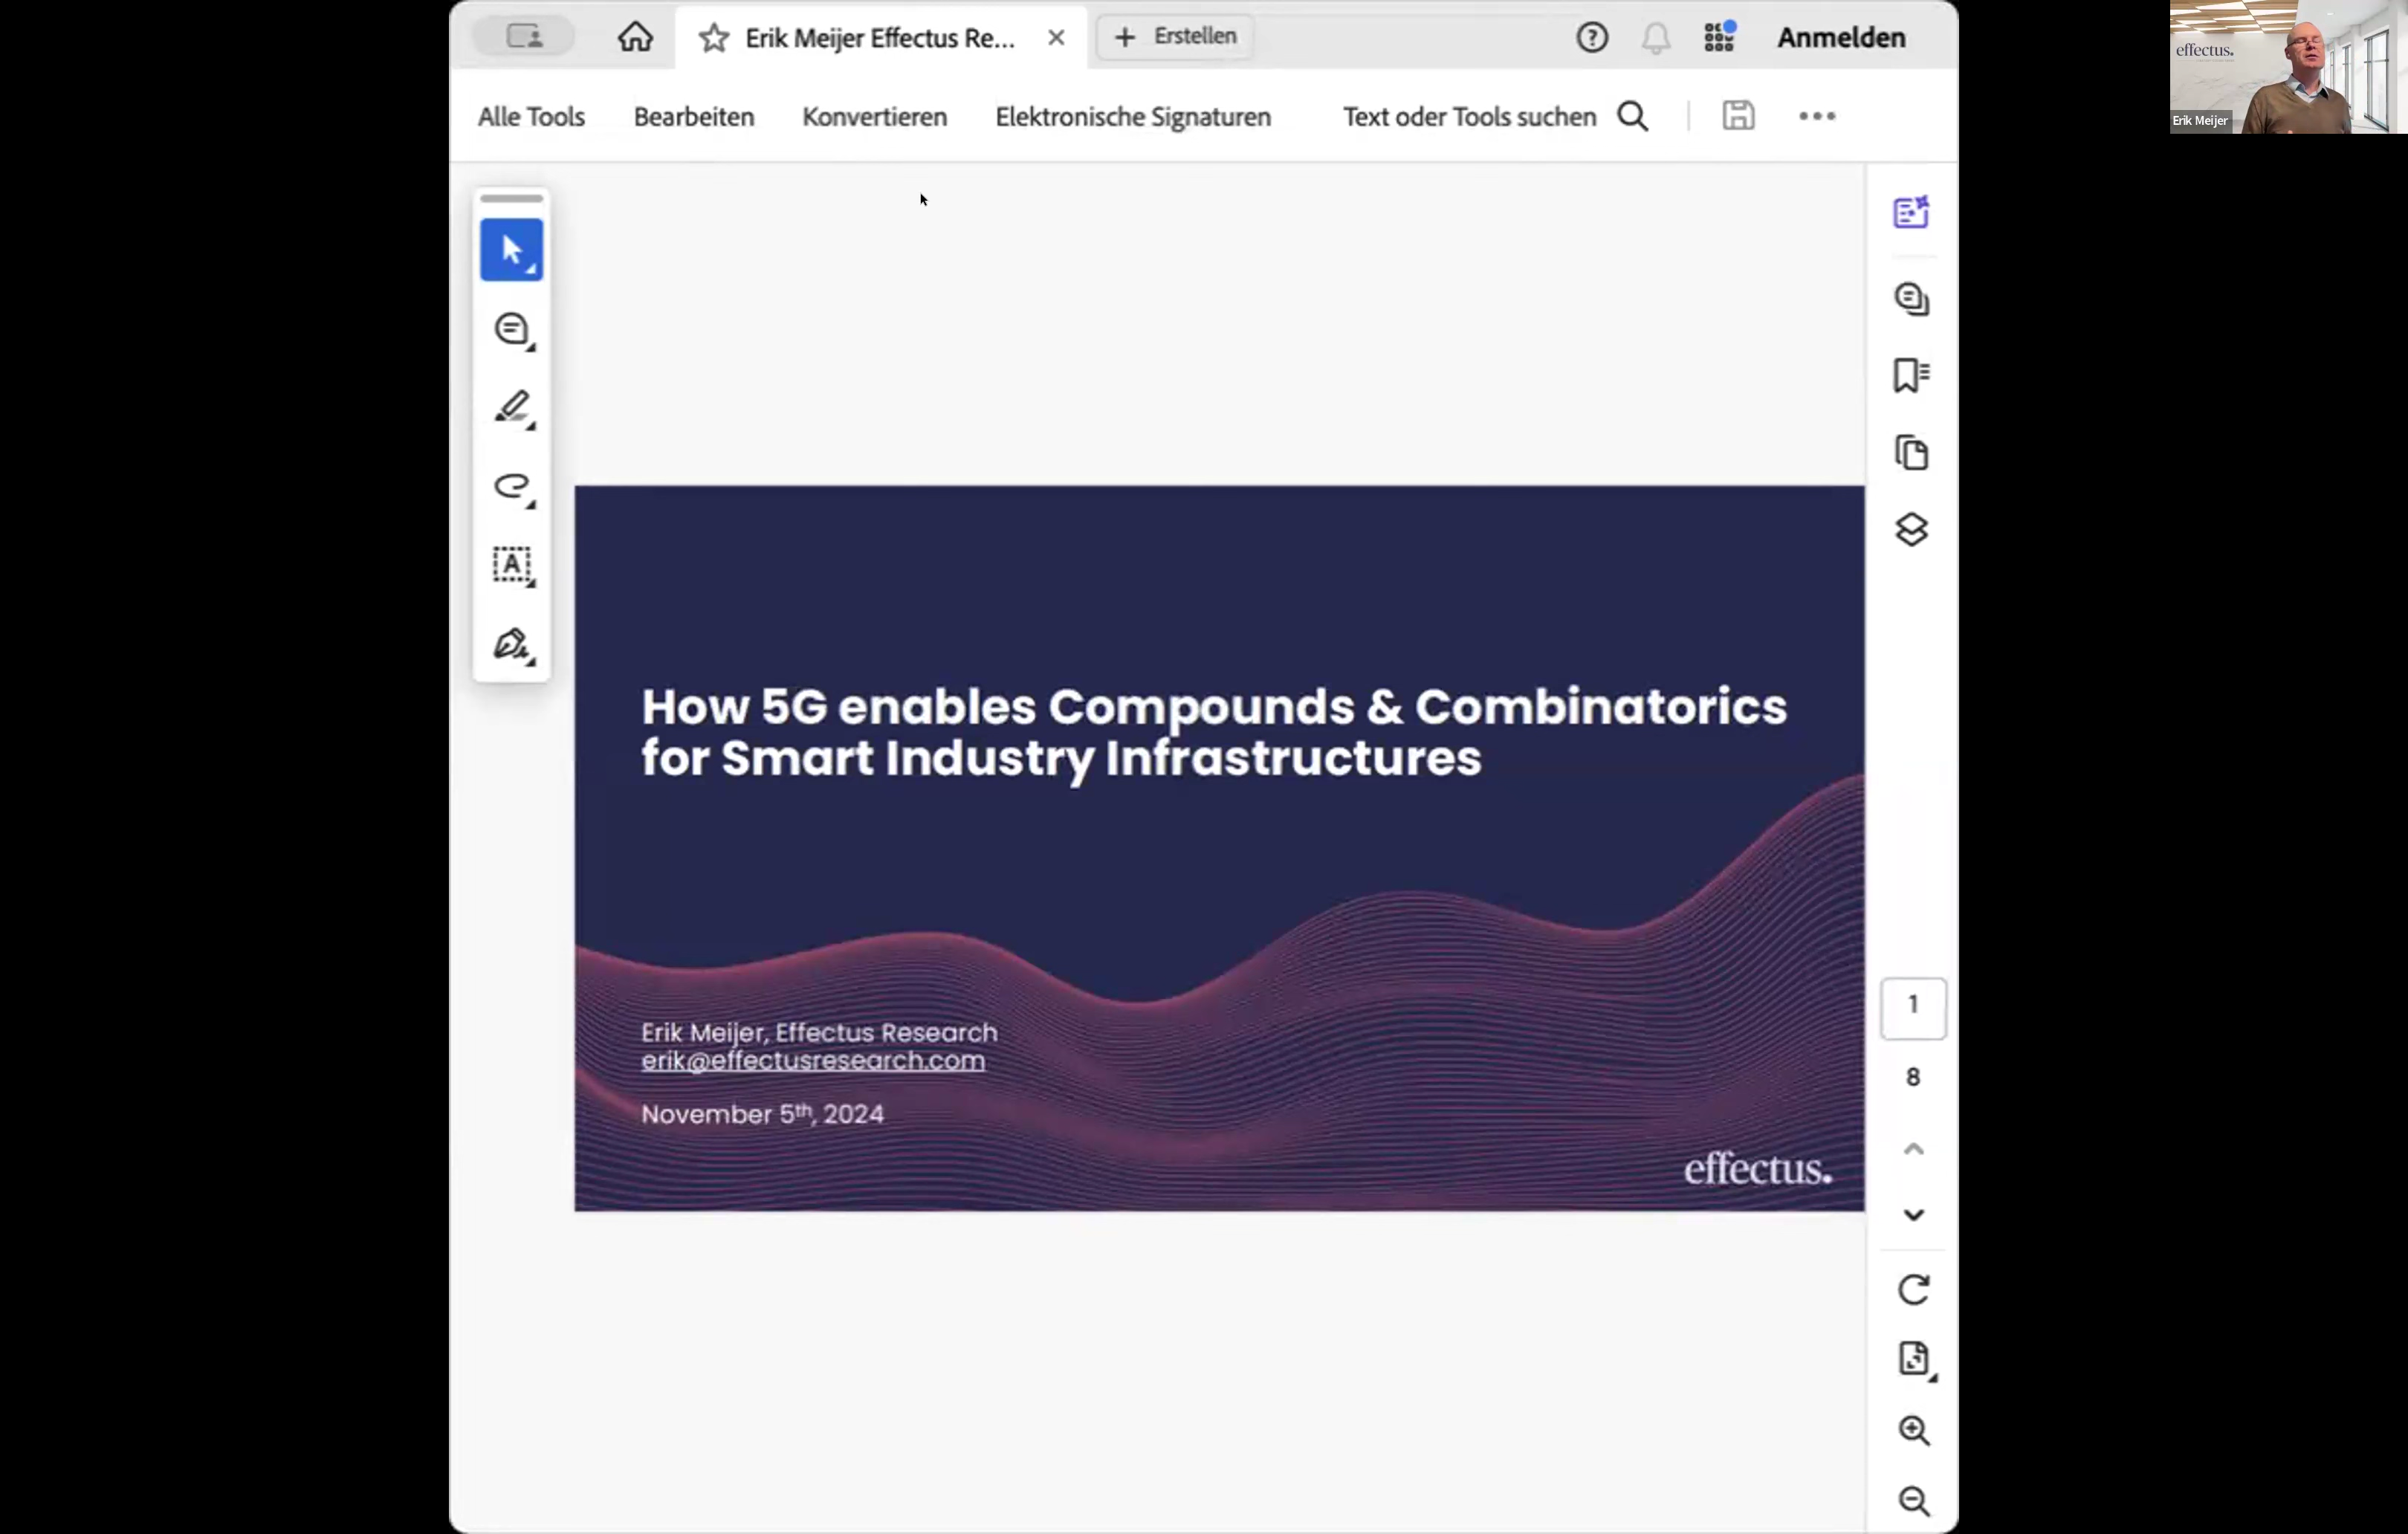 Erik Meijer Effectus Re...
Erstellen
Anmelden
effectus.
Erik Meijer
Alle Tools
Bearbeiten
Konvertieren
Elektronische Signaturen
Text oder Tools suchen
How 5G enables Compounds & Combinatorics
for Smart Industry Infrastructures
Erik Meijer, Effectus Research
erik@effectusresearch.com
November 5th, 2024
effectus.
1
8